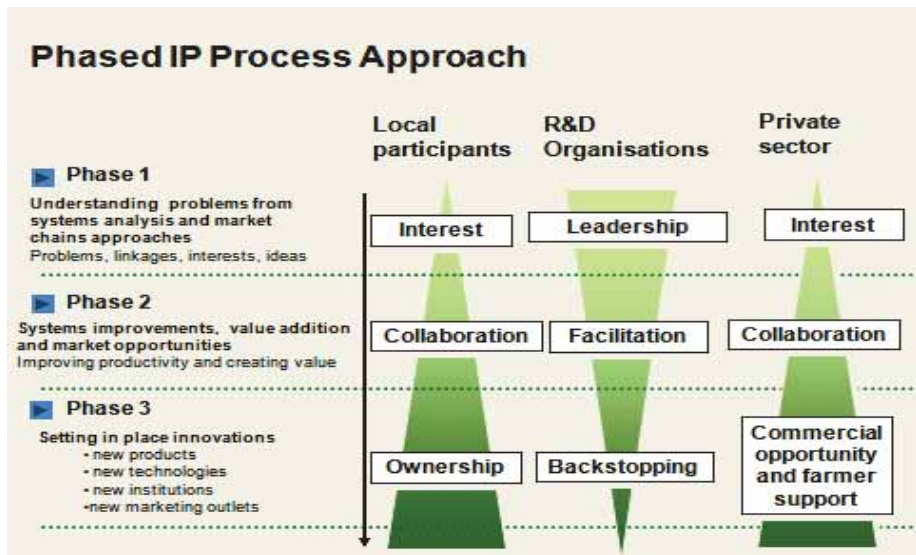 Phased IP Process Approach
Local
participants
R&D
Organisations
Private
sector
Phase 1
Understanding problems from
systems analysis and market
chains approaches
Problems, linkages, interests, ideas
Interest
Leadership
Interest
Phase 2
Systems improvements, value addition
and market opportunities
Improving productivity and creating value
Collaboration
Facilitation
Collaboration
Phase 3
Setting in place innovations
- new products
- new technologies
- new institutions
-new marketing outlets
Ownership
Backstopping
Commercial
opportunity
and farmer
support